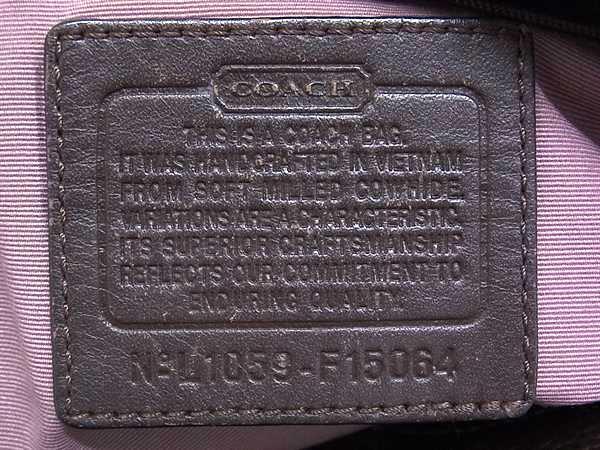 COACH
THIS IS A COACH BAG.
IT WAS HANDCRAFTED IN VIETNAM
FROM SOFT MILLED COWHIDE.
VARIATIONS ARE A CHARACTERISTIC.
ITS SUPERIOR CRAFTSMANSHIP
REFLECTS OUR COMMITMENT TO
ENDURING QUALITY.
No L1059-F15064